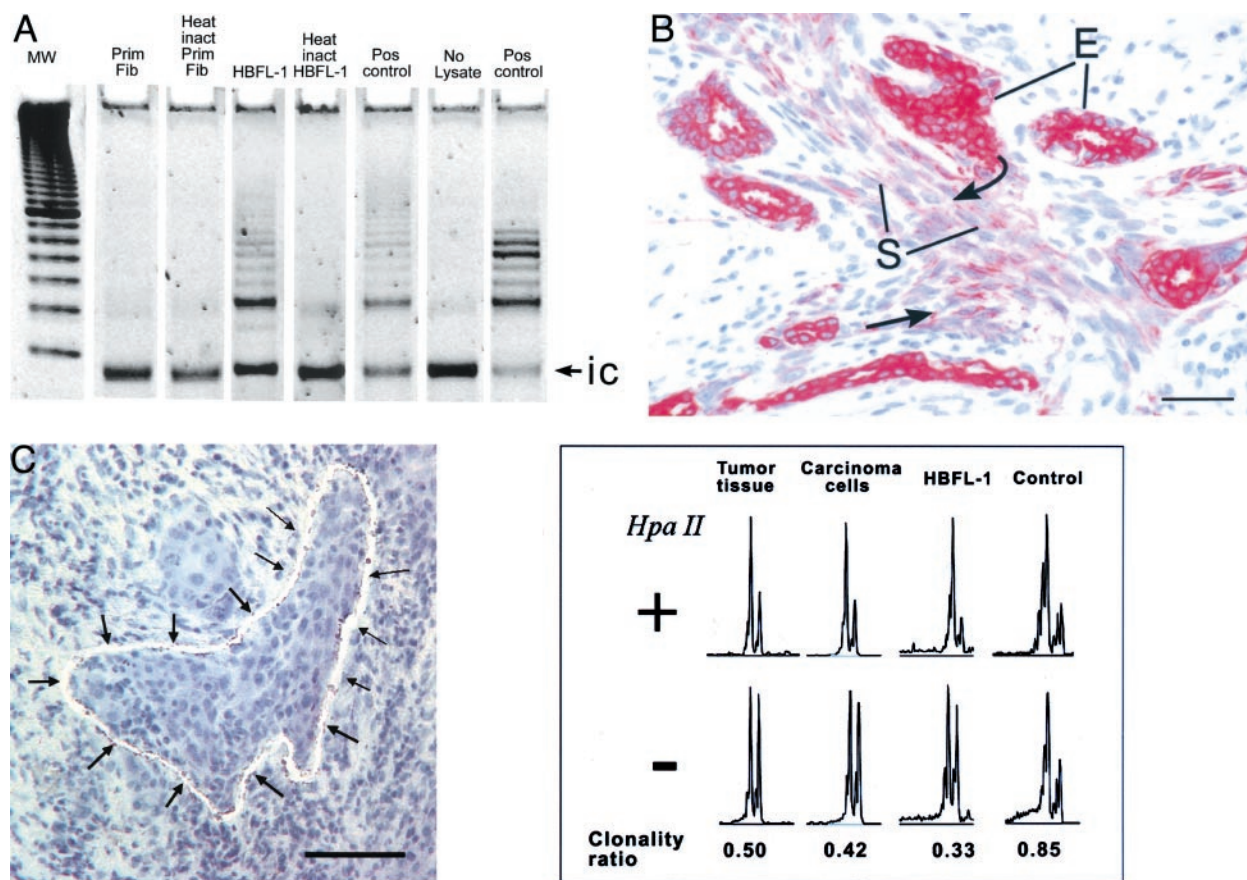 A
MW
Prim
Fib
Heat
inact
Prim
Fib
HBFL-1
Heat
inact
HBFL-1
Pos
control
No
Lysate
Pos
control
ic
B
E
S
C
Tumor
tissue
Carcinoma
cells
HBFL-1
Control
Hpa II
+
-
Clonality
ratio
0.50
0.42
0.33
0.85